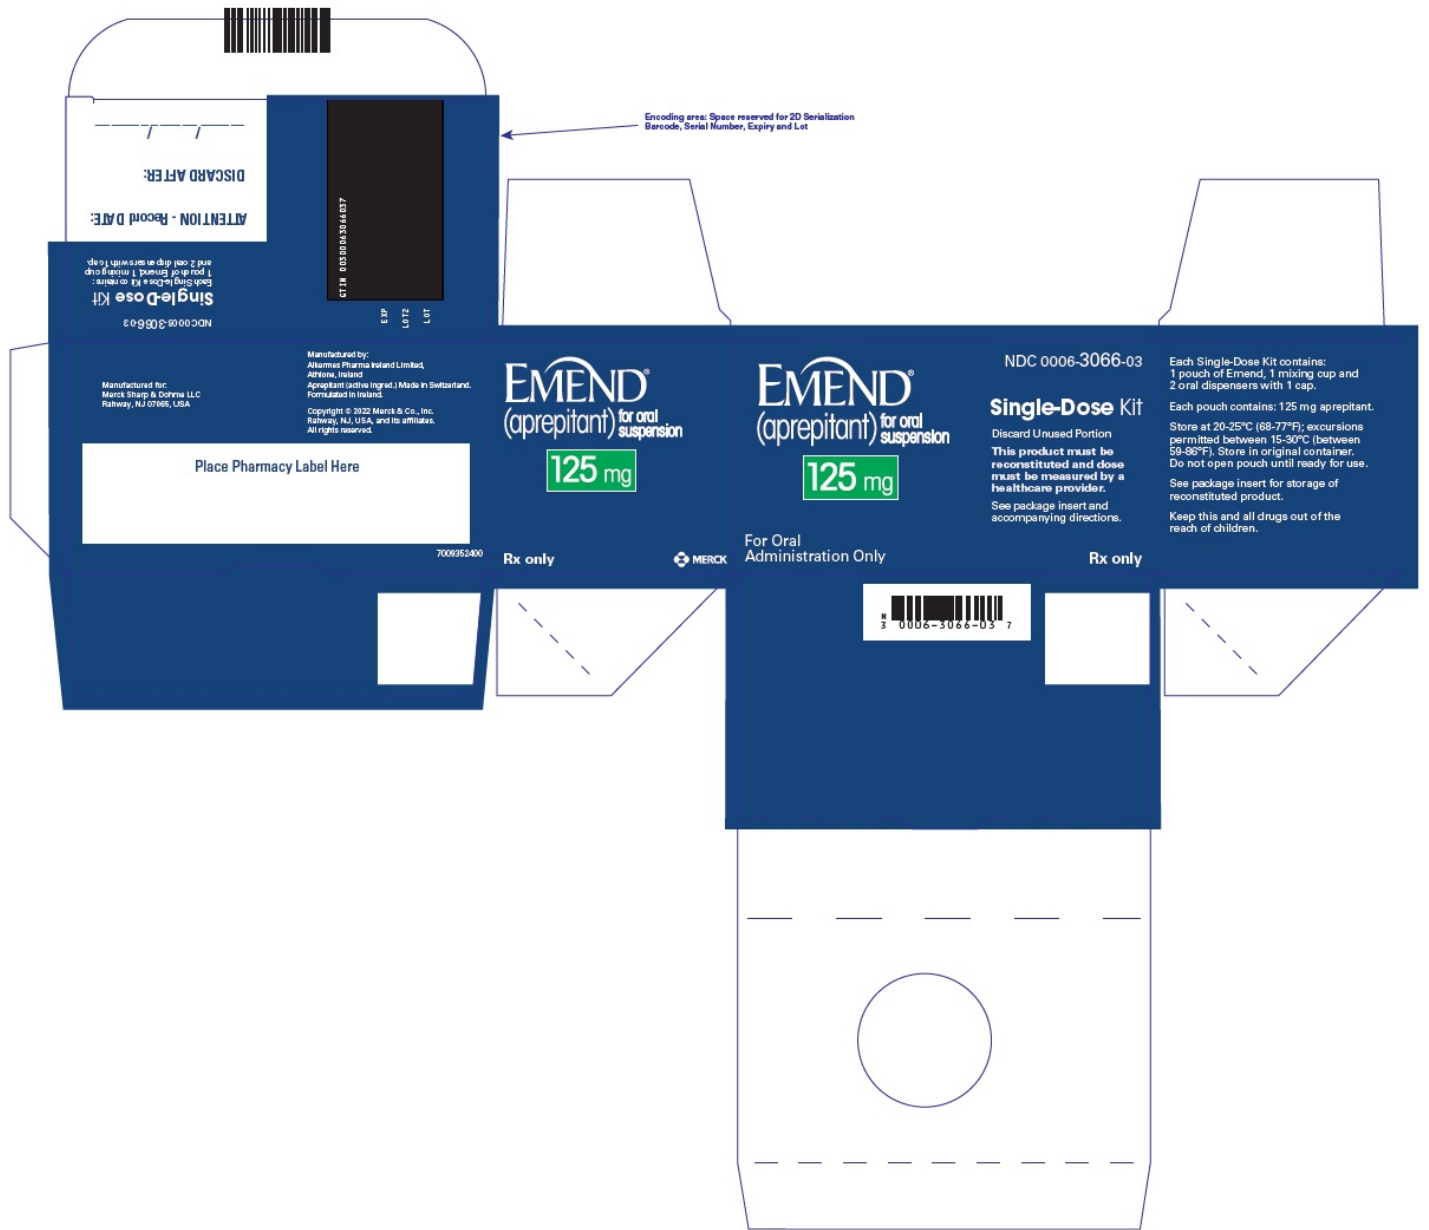 Encoding area: Space reserved for 2D Serialization
Barcode, Serial Number, Expiry and Lot
ATTENTION - Record DATE:
DISCARD AFTER:
____/____/____
NDC 0006-3066-03
Single-Dose Kit
Each Single-Dose Kit contains:
1 pouch of Emend, 1 mixing cup
and 2 oral dispensers with 1 cap.
GTIN 00300063066037
EXP
LOT2
LOT
Manufactured for:
Merck Sharp & Dohme LLC
Rahway, NJ 07065, USA
Manufactured by:
Alkermes Pharma Ireland Limited,
Athlone, Ireland
Aprepitant (active ingred.) Made in Switzerland.
Formulated in Ireland.
Copyright © 2022 Merck & Co., Inc.
Rahway, NJ, USA, and its affiliates.
All rights reserved.
Place Pharmacy Label Here
7009352400
EMEND®
(aprepitant) for oral
suspension
125 mg
Rx only
MERCK
EMEND®
(aprepitant) for oral
suspension
125 mg
For Oral
Administration Only
NDC 0006-3066-03
Single-Dose Kit
Discard Unused Portion
This product must be
reconstituted and dose
must be measured by a
healthcare provider.
See package insert and
accompanying directions.
Rx only
N
3 0006-3066-03 7
Each Single-Dose Kit contains:
1 pouch of Emend, 1 mixing cup and
2 oral dispensers with 1 cap.
Each pouch contains: 125 mg aprepitant.
Store at 20-25°C (68-77°F); excursions
permitted between 15-30°C (between
59-86°F). Store in original container.
Do not open pouch until ready for use.
See package insert for storage of
reconstituted product.
Keep this and all drugs out of the
reach of children.